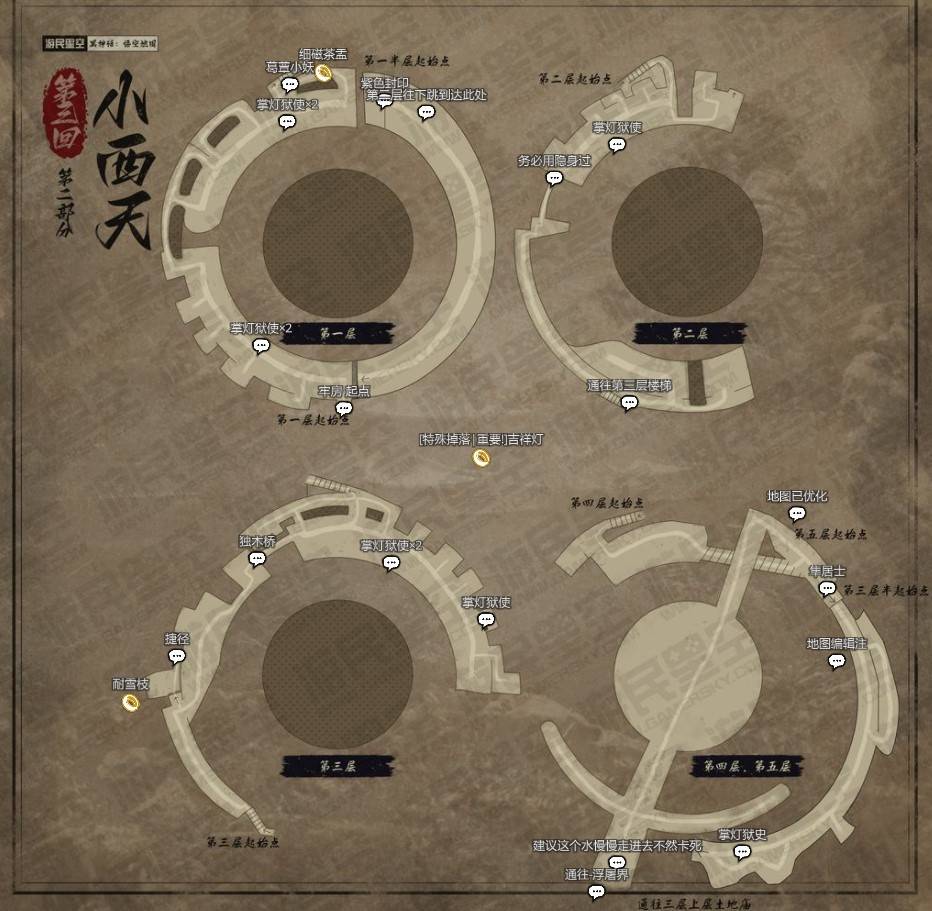 游民星空 黑神话：悟空地图
第三回
小西天
第二部分
细磁茶盂
葛藟小妖
掌灯狱使×2
第一半层起始点
紫色封印
第二层往下跳到达此处
掌灯狱使×2
第一层
牢房 起点
第一层起始点
第二层起始点
掌灯狱使
务必用隐身过
第二层
通往第三层楼梯
[特殊掉落|重要!]吉祥灯
独木桥
掌灯狱使×2
掌灯狱使
捷径
耐雪枝
第三层
第三层起始点
第四层起始点
地图已优化
第五层起始点
隼居士
第三层半起始点
地图编辑注
第四层、第五层
掌灯狱史
建议这个水慢慢走进去不然卡死
通往-浮屠界
通往三层上层土地庙